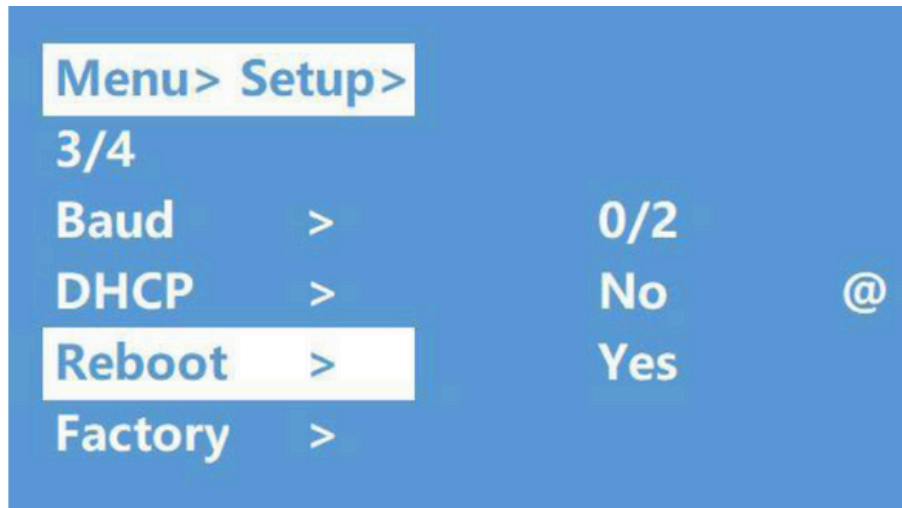 Menu> Setup>
3/4
Baud > 0/2
DHCP > No @
Reboot > Yes
Factory >